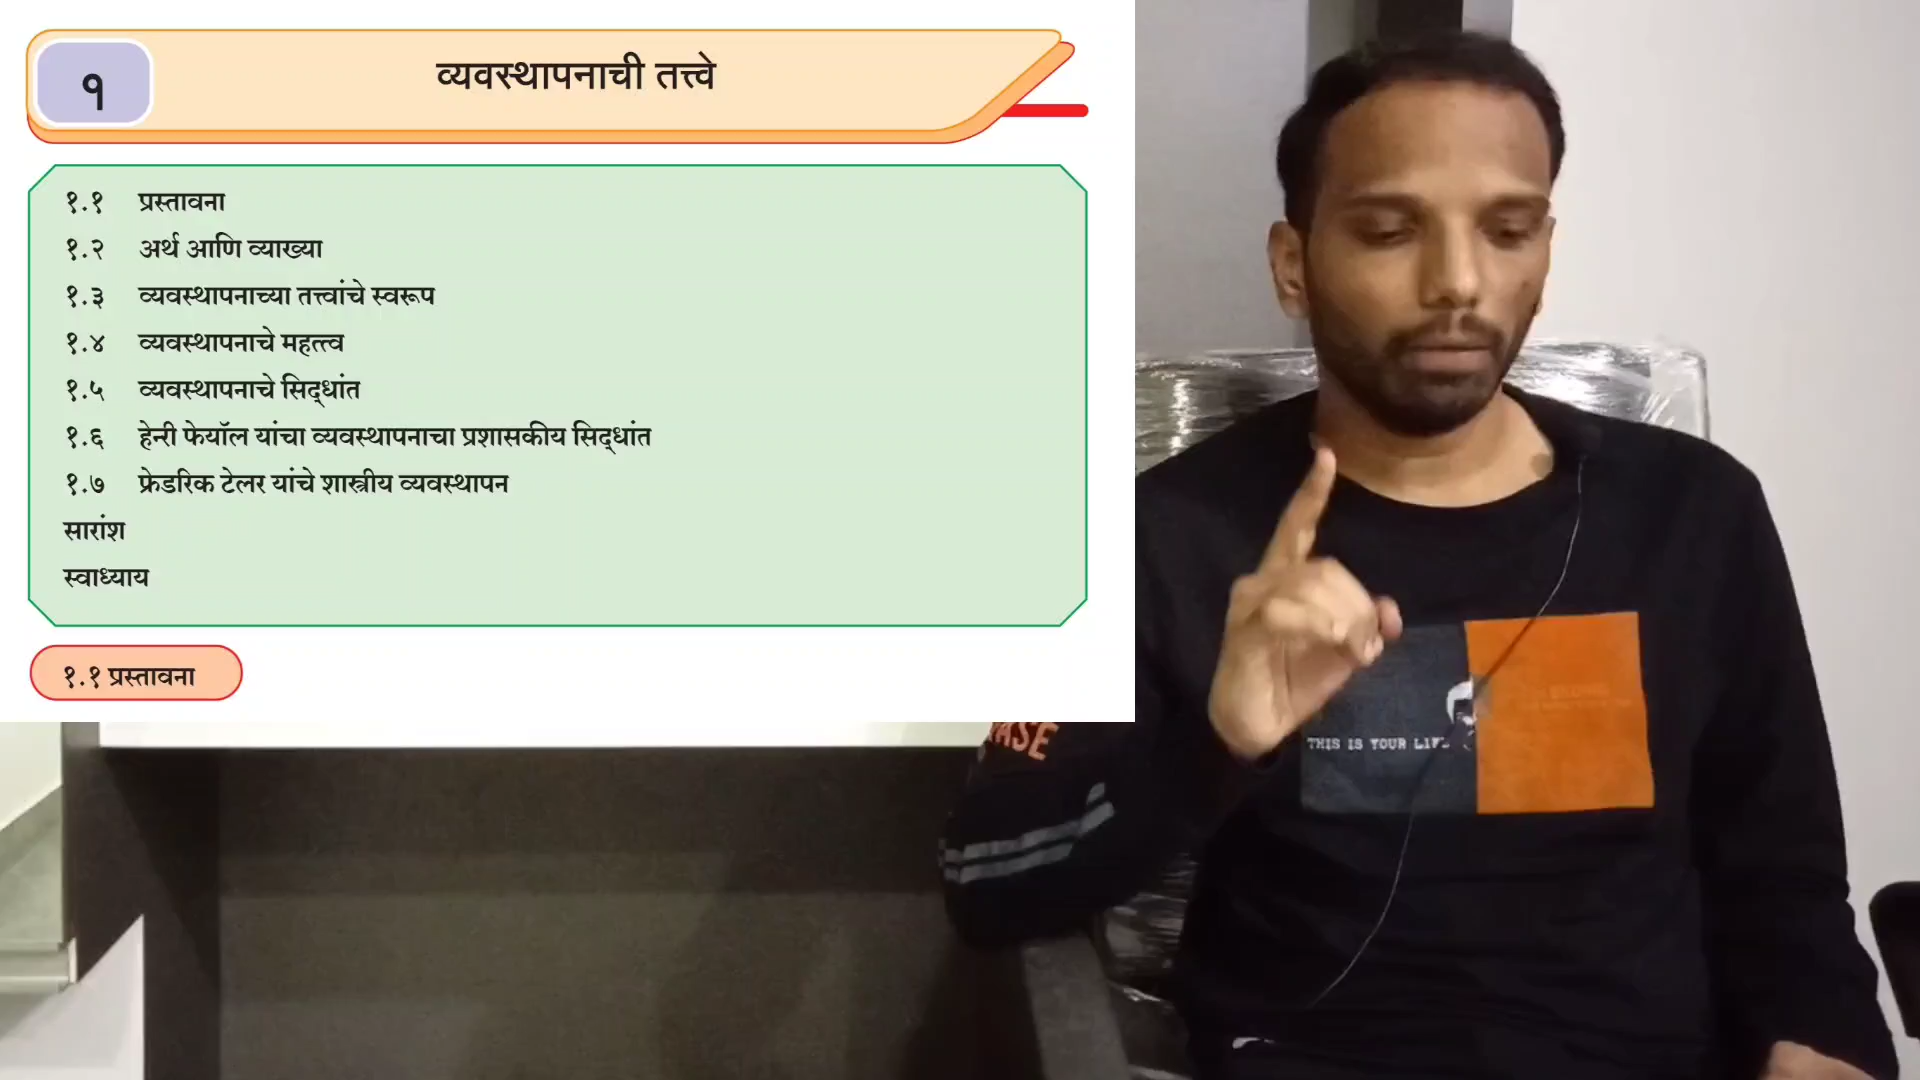 १
व्यवस्थापनाची तत्त्वे
१.१ प्रस्तावना
१.२ अर्थ आणि व्याख्या
१.३ व्यवस्थापनाच्या तत्त्वांचे स्वरूप
१.४ व्यवस्थापनाचे महत्त्व
१.५ व्यवस्थापनाचे सिद्धांत
१.६ हेन्री फेयॉल यांचा व्यवस्थापनाचा प्रशासकीय सिद्धांत
१.७ फ्रेडरिक टेलर यांचे शास्त्रीय व्यवस्थापन
सारांश
स्वाध्याय
१.१ प्रस्तावना
THIS IS YOUR